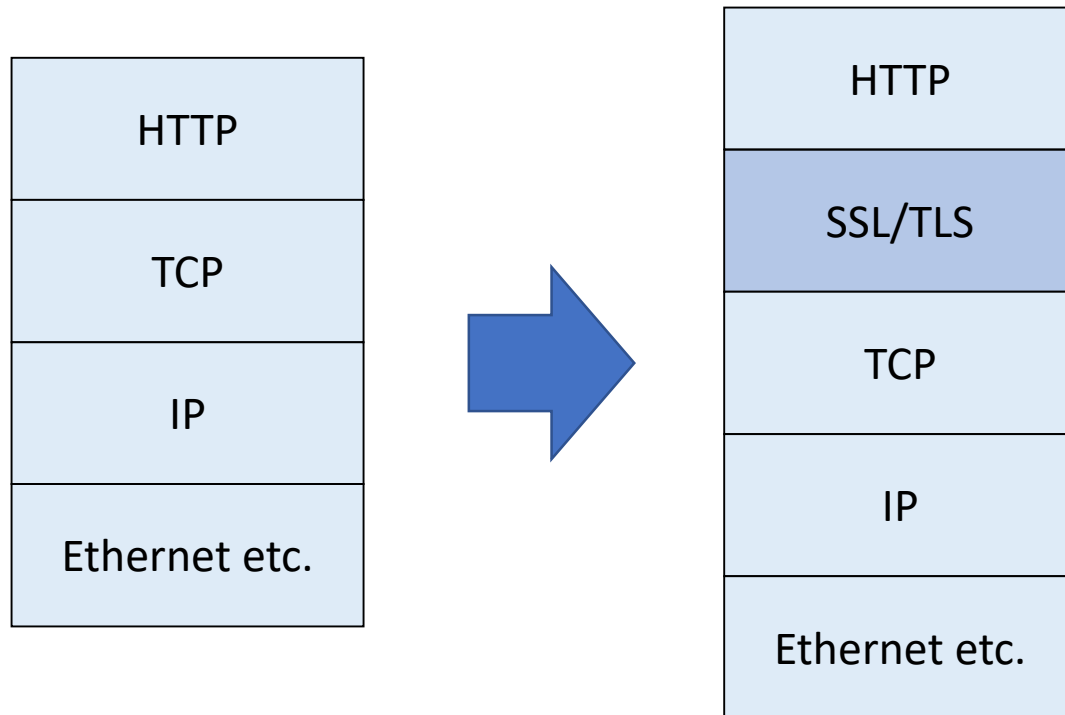 HTTP
TCP
IP
Ethernet etc.
HTTP
SSL/TLS
TCP
IP
Ethernet etc.